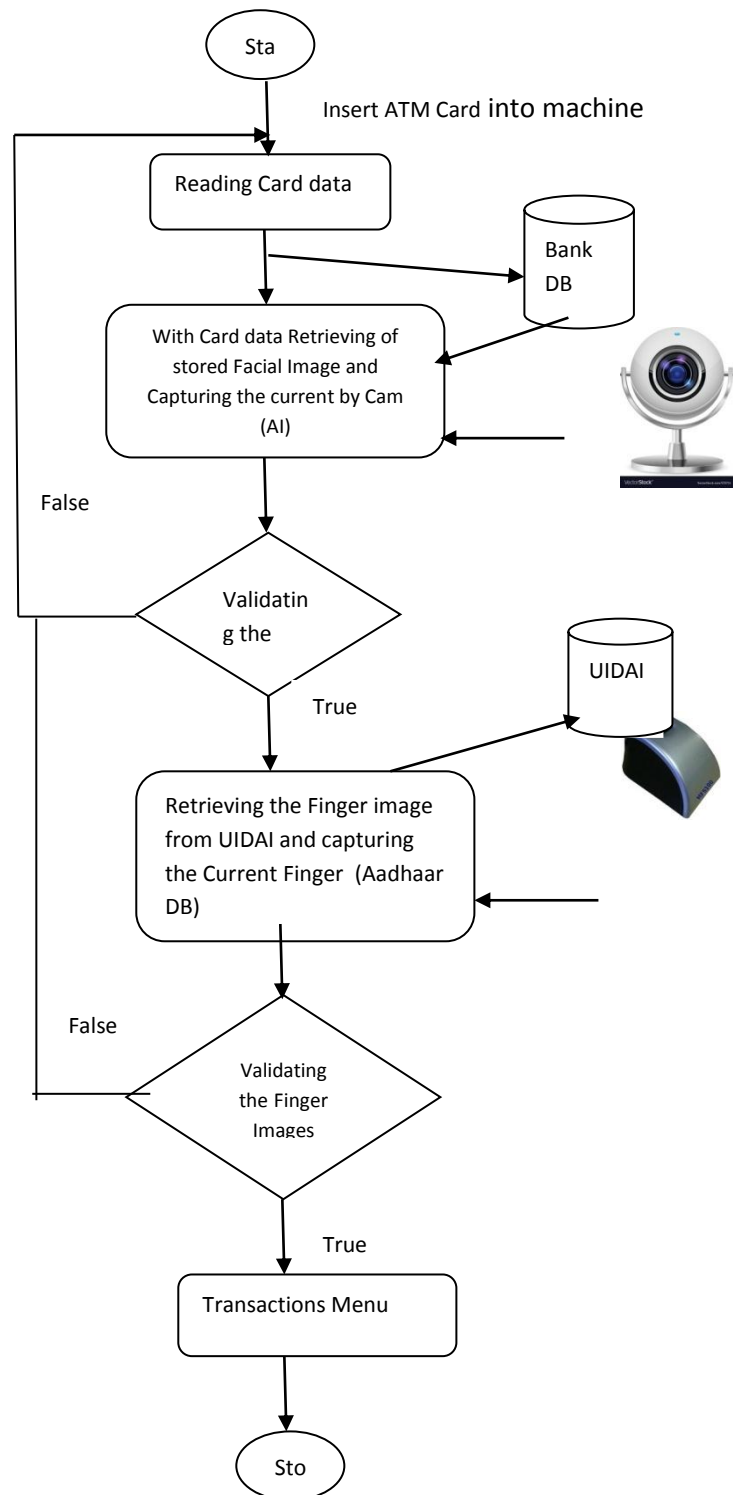 Sta
Insert ATM Card into machine
Reading Card data
Bank
DB
With Card data Retrieving of
stored Facial Image and
Capturing the current by Cam
(AI)
VectorStock
False
Validatin
g the
UIDAI
True
Retrieving the Finger image
from UIDAI and capturing
the Current Finger (Aadhaar
DB)
False
Validating
the Finger
Images
True
Transactions Menu
Sto